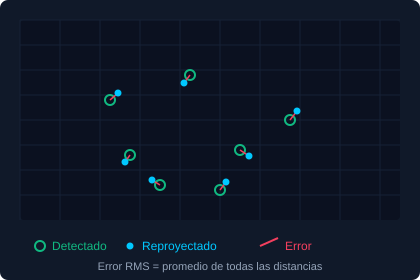 Detectado Reproyectado Error
Error RMS = promedio de todas las distancias